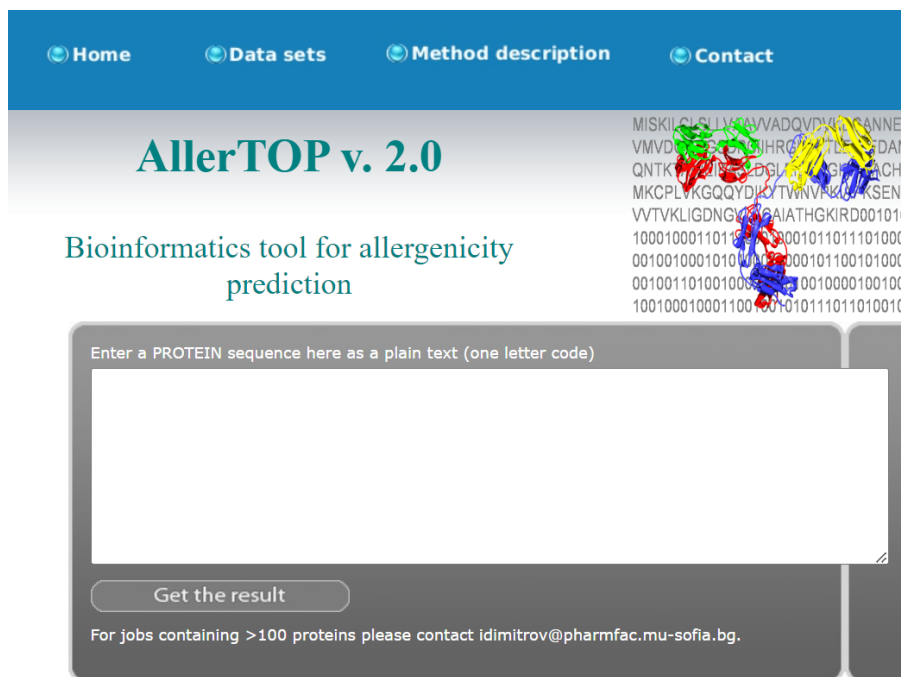 Home
Data sets
Method description
Contact
AllerTOP v. 2.0
Bioinformatics tool for allergenicity
prediction
Enter a PROTEIN sequence here as a plain text (one letter code)
Get the result
For jobs containing >100 proteins please contact idimitrov@pharmfac.mu-sofia.bg.